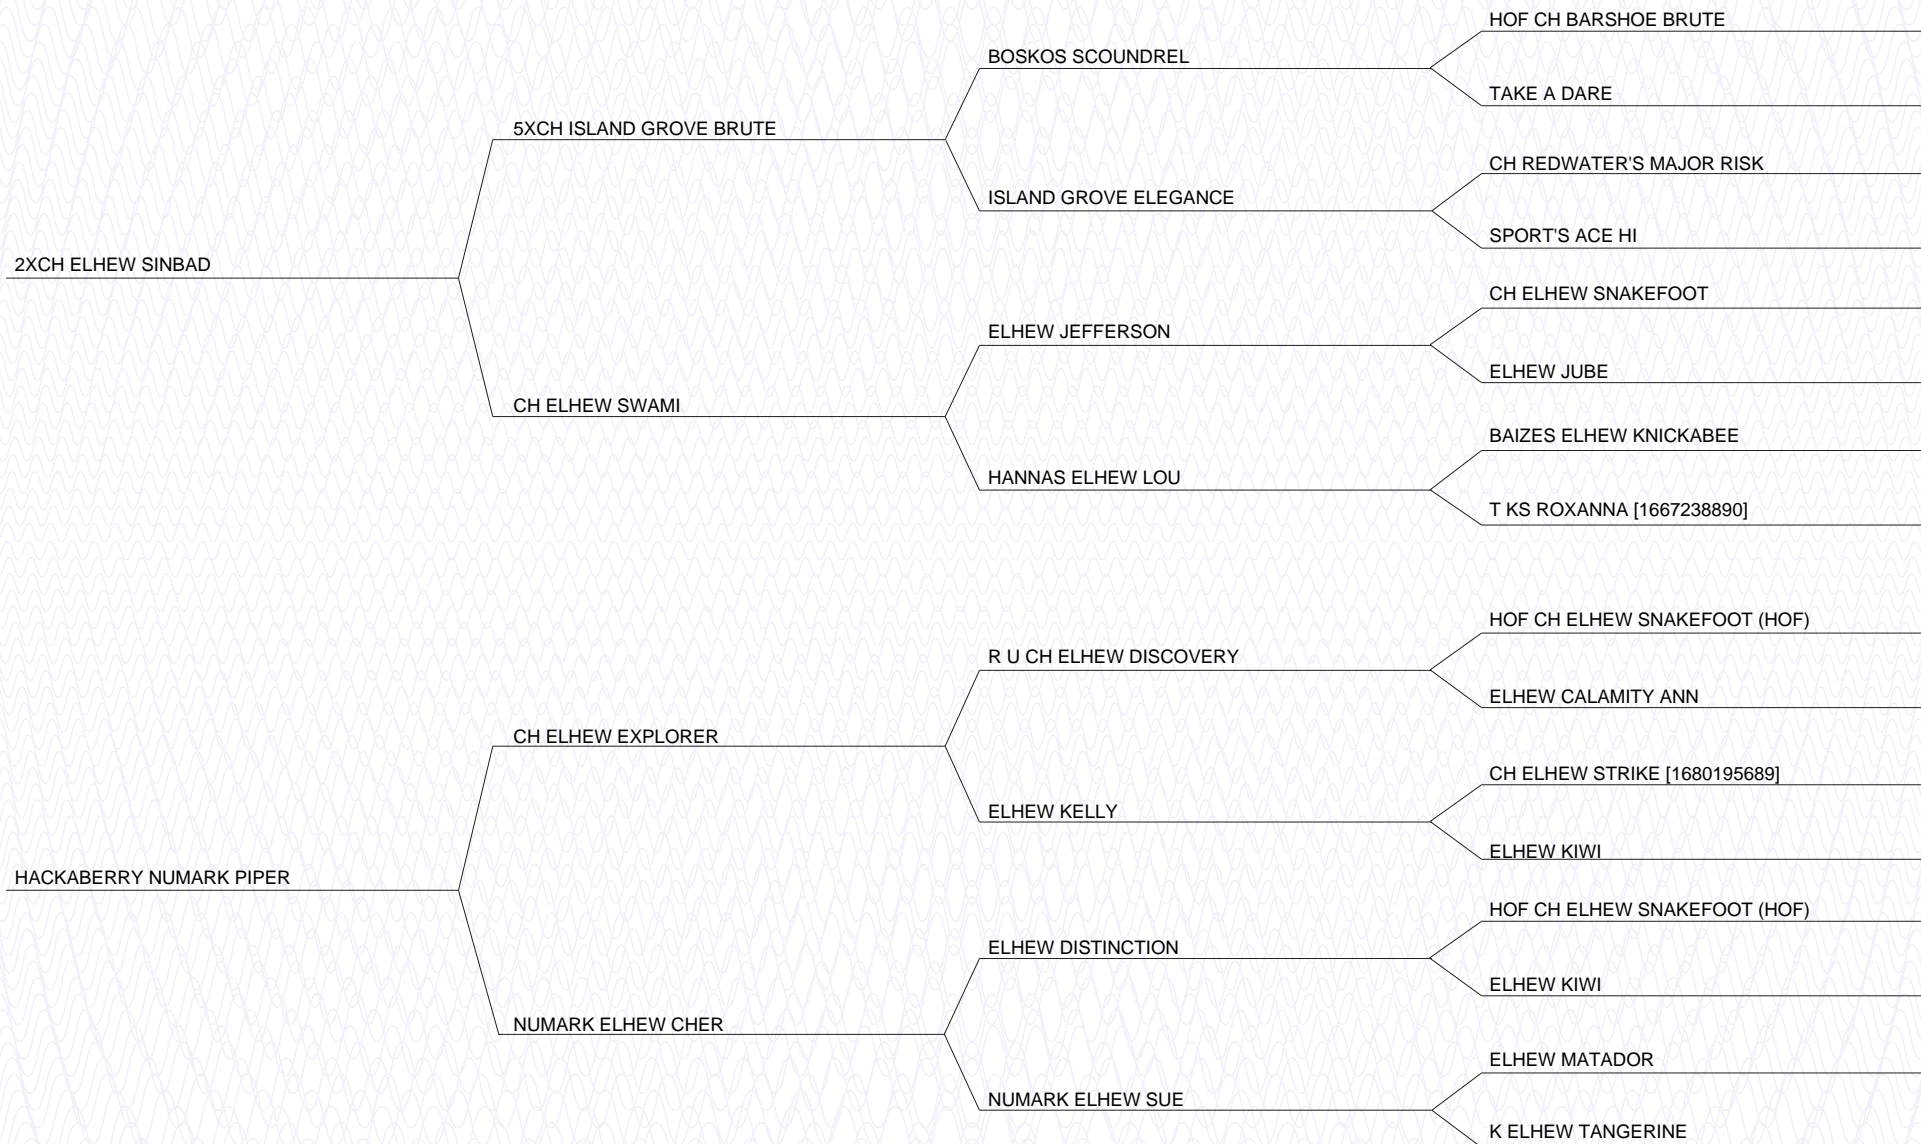 HOF CH BARSHOE BRUTE
BOSKOS SCOUNDREL
TAKE A DARE
5XCH ISLAND GROVE BRUTE
CH REDWATER'S MAJOR RISK
ISLAND GROVE ELEGANCE
SPORT'S ACE HI
2XCH ELHEW SINBAD
CH ELHEW SNAKEFOOT
ELHEW JEFFERSON
ELHEW JUBE
CH ELHEW SWAMI
BAIZES ELHEW KNICKABEE
HANNAS ELHEW LOU
T KS ROXANNA [1667238890]
HOF CH ELHEW SNAKEFOOT (HOF)
R U CH ELHEW DISCOVERY
ELHEW CALAMITY ANN
CH ELHEW EXPLORER
CH ELHEW STRIKE [1680195689]
ELHEW KELLY
ELHEW KIWI
HACKABERRY NUMARK PIPER
HOF CH ELHEW SNAKEFOOT (HOF)
ELHEW DISTINCTION
ELHEW KIWI
NUMARK ELHEW CHER
ELHEW MATADOR
NUMARK ELHEW SUE
K ELHEW TANGERINE